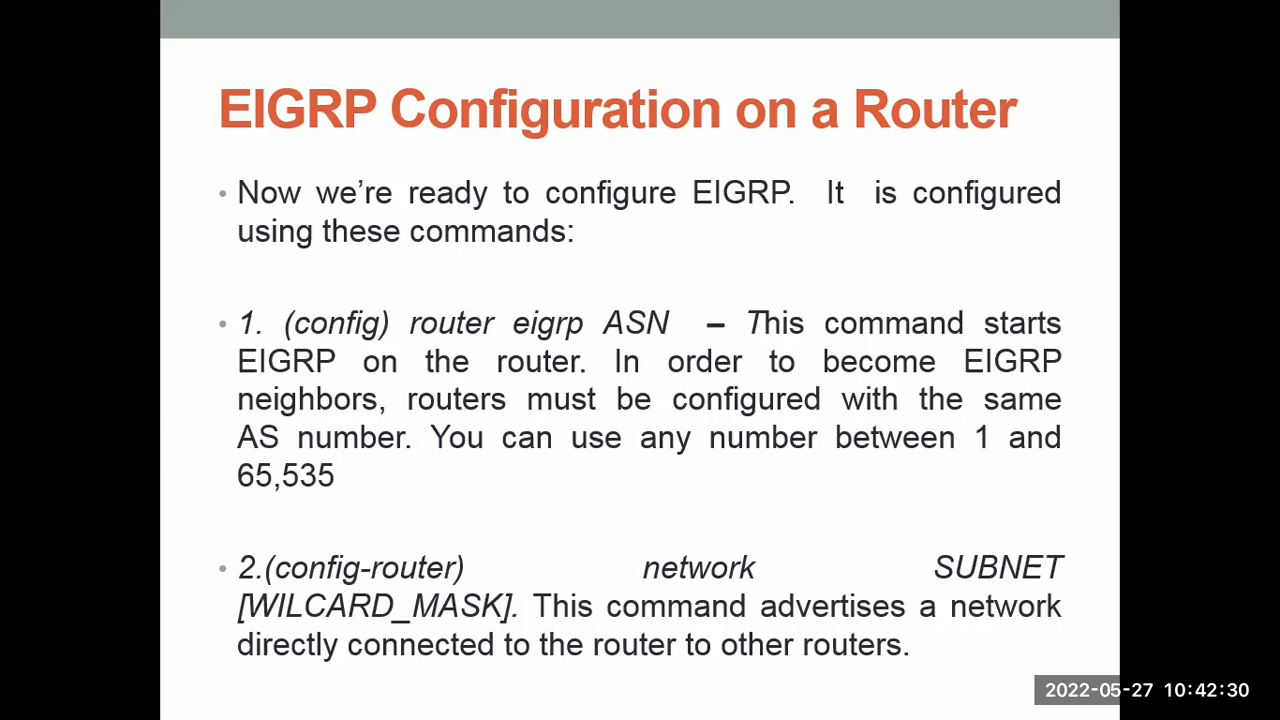 EIGRP Configuration on a Router
• Now we’re ready to configure EIGRP. It is configured
using these commands:
• 1. (config) router eigrp ASN – This command starts
EIGRP on the router. In order to become EIGRP
neighbors, routers must be configured with the same
AS number. You can use any number between 1 and
65,535
• 2.(config-router) network SUBNET
[WILCARD_MASK]. This command advertises a network
directly connected to the router to other routers.
2022-05-27 10:42:30